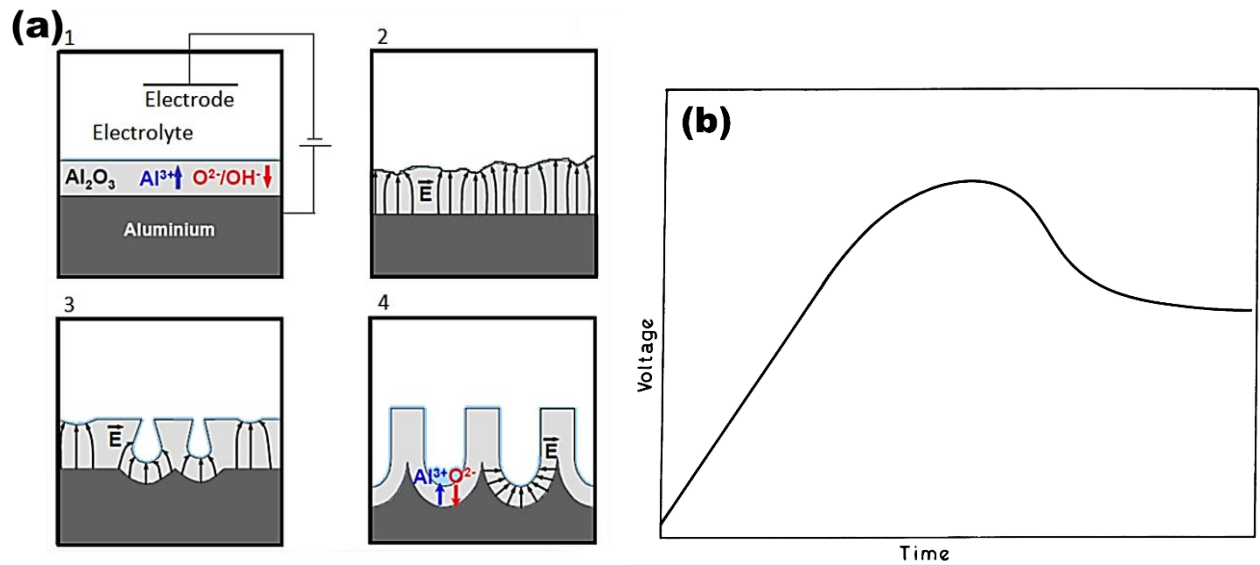 (a)
1
Electrode
Electrolyte
Al₂O₃ Al³⁺ O²⁻/OH⁻
Aluminium
2
E
3
E
4
Al³⁺ O²⁻
E
(b)
Voltage
Time